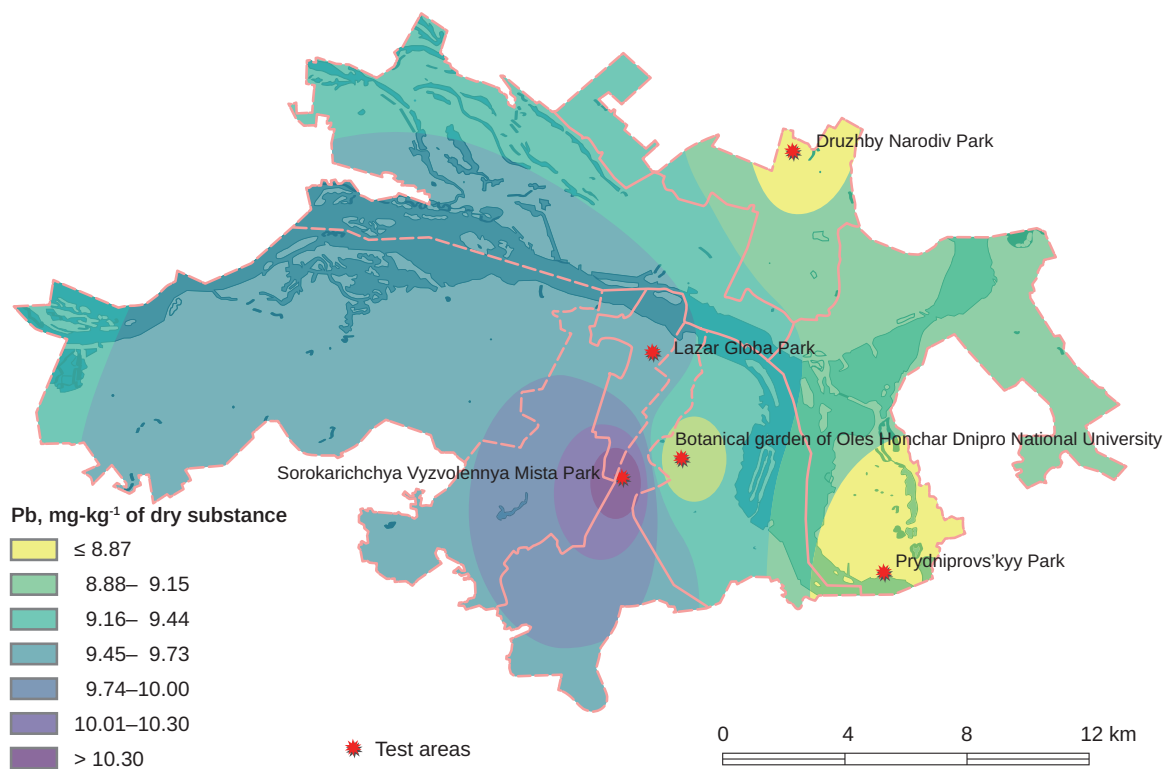 Druzhby Narodiv Park
Lazar Globa Park
Botanical garden of Oles Honchar Dnipro National University
Sorokarichchya Vyzvolennya Mista Park
Prydniprovs'kyy Park
Pb, mg-kg⁻¹ of dry substance
≤ 8.87
8.88– 9.15
9.16– 9.44
9.45– 9.73
9.74–10.00
10.01–10.30
> 10.30
Test areas
0 4 8 12 km